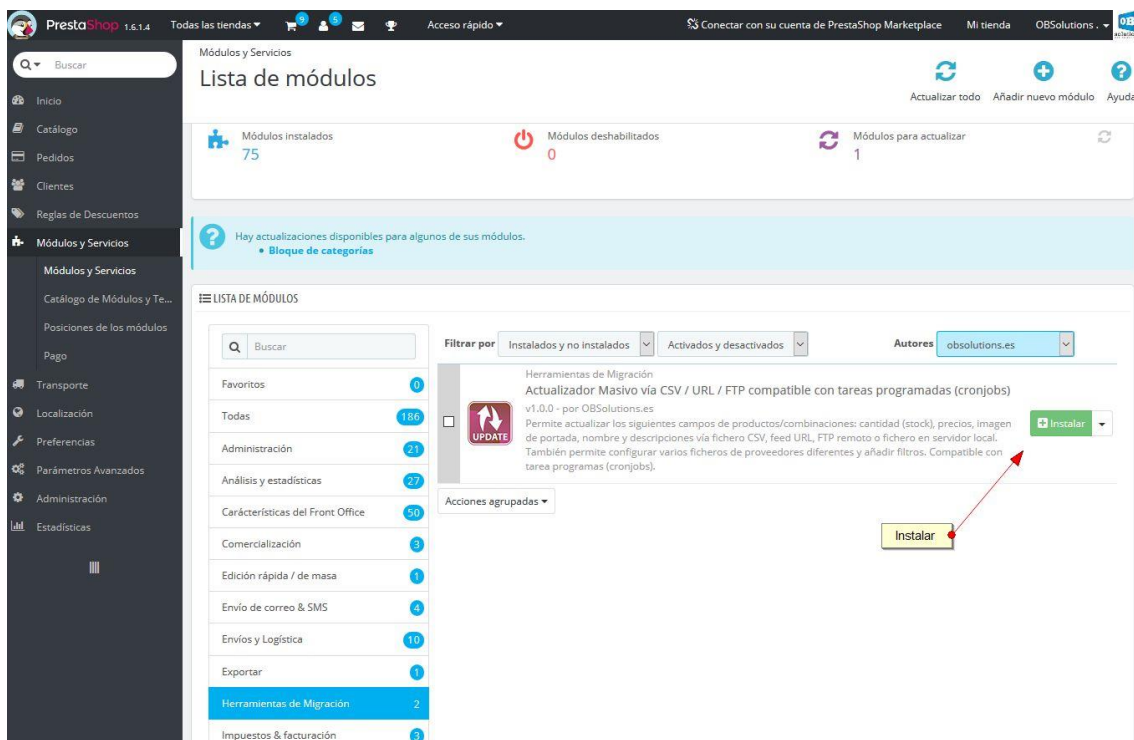 PrestaShop 1.6.1.4 Todas las tiendas 9 5 Acceso rápido Conectar con su cuenta de PrestaShop Marketplace Mi tienda OBSolutions .
Buscar
Inicio
Catálogo
Pedidos
Clientes
Reglas de Descuentos
Módulos y Servicios
Módulos y Servicios
Catálogo de Módulos y Te...
Posiciones de los módulos
Pago
Transporte
Localización
Preferencias
Parámetros Avanzados
Administración
Estadísticas
Módulos y Servicios
Lista de módulos
Actualizar todo Añadir nuevo módulo Ayuda
Módulos instalados
75
Módulos deshabilitados
0
Módulos para actualizar
1
Hay actualizaciones disponibles para algunos de sus módulos.
Bloque de categorías
LISTA DE MÓDULOS
Buscar
Favoritos 0
Todas 186
Administración 21
Análisis y estadísticas 27
Carácterísticas del Front Office 50
Comercialización 3
Edición rápida / de masa 1
Envío de correo & SMS 4
Envíos y Logística 10
Exportar 1
Herramientas de Migración 2
Impuestos & facturación 3
Filtrar por Instalados y no instalados Activados y desactivados Autores obsolutions.es
UPDATE
Herramientas de Migración
Actualizador Masivo vía CSV / URL / FTP compatible con tareas programadas (cronjobs)
v1.0.0 - por OBSolutions.es
Permite actualizar los siguientes campos de productos/combinaciones: cantidad (stock), precios, imagen
de portada, nombre y descripciones vía fichero CSV, feed URL, FTP remoto o fichero en servidor local.
También permite configurar varios ficheros de proveedores diferentes y añadir filtros. Compatible con
tarea programas (cronjobs).
Instalar
Acciones agrupadas
Instalar